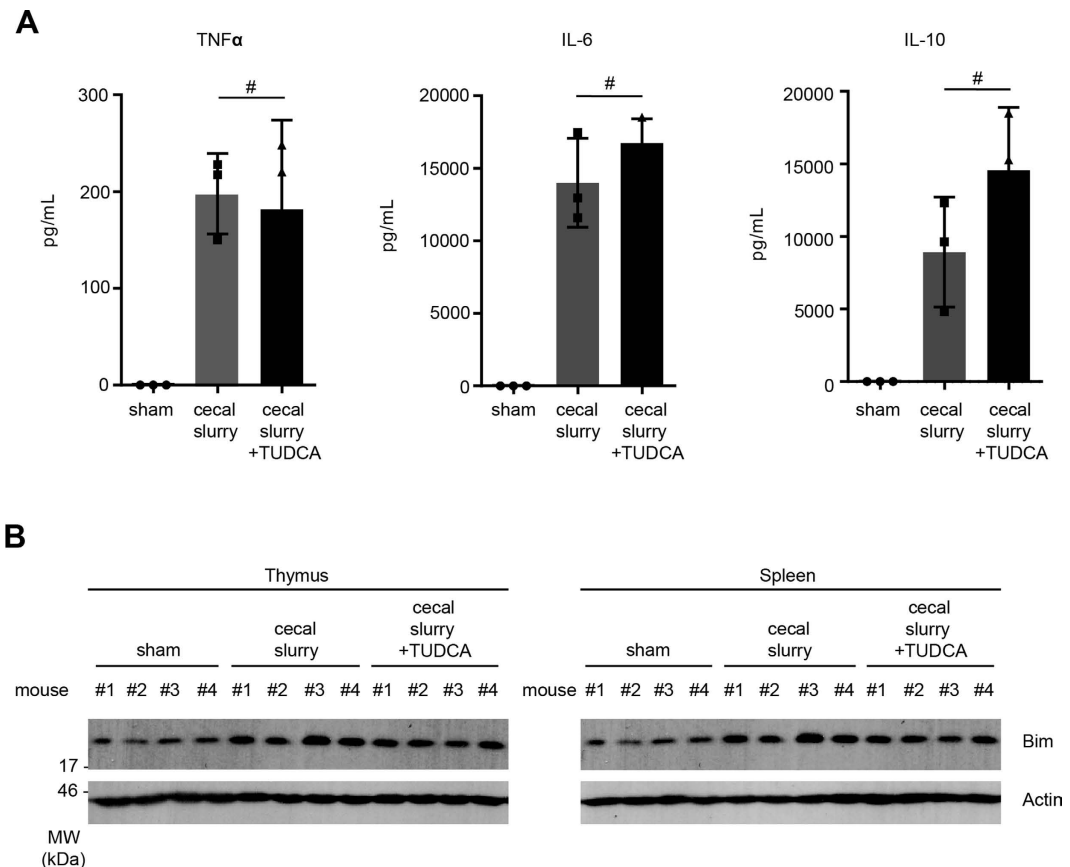 A
TNFα
IL-6
IL-10
#
#
#
300
200
100
0
pg/mL
sham
cecal
slurry
cecal
slurry
+TUDCA
20000
15000
10000
5000
0
pg/mL
sham
cecal
slurry
cecal
slurry
+TUDCA
20000
15000
10000
5000
0
pg/mL
sham
cecal
slurry
cecal
slurry
+TUDCA
B
Thymus
Spleen
sham
cecal
slurry
cecal
slurry
+TUDCA
sham
cecal
slurry
cecal
slurry
+TUDCA
mouse #1 #2 #3 #4 #1 #2 #3 #4 #1 #2 #3 #4
mouse #1 #2 #3 #4 #1 #2 #3 #4 #1 #2 #3 #4
Bim
17 -
46 -
Actin
MW
(kDa)